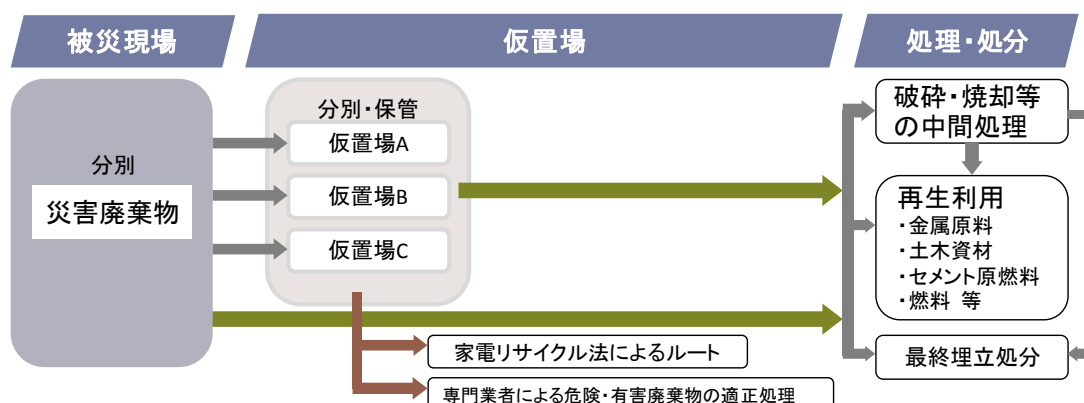 被災現場
仮置場
処理・処分
分別
災害廃棄物
分別・保管
仮置場A
仮置場B
仮置場C
破砕・焼却等
の中間処理
再生利用
・金属原料
・土木資材
・セメント原燃料
・燃料 等
最終埋立処分
家電リサイクル法によるルート
専門業者による危険・有害廃棄物の適正処理